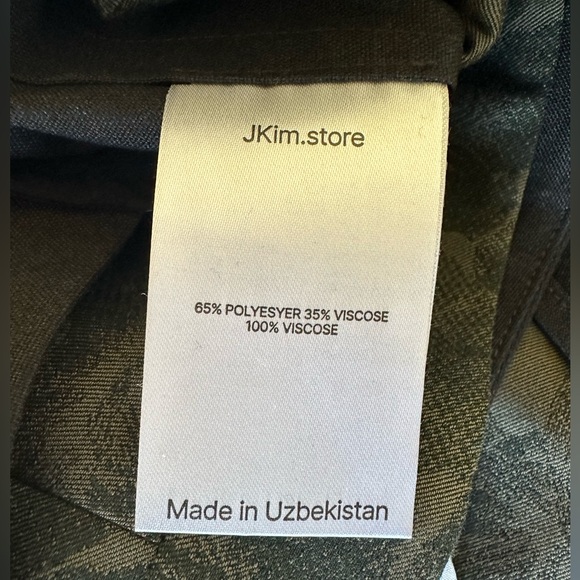 JKim.store
65% POLYESYER 35% VISCOSE
100% VISCOSE
Made in Uzbekistan